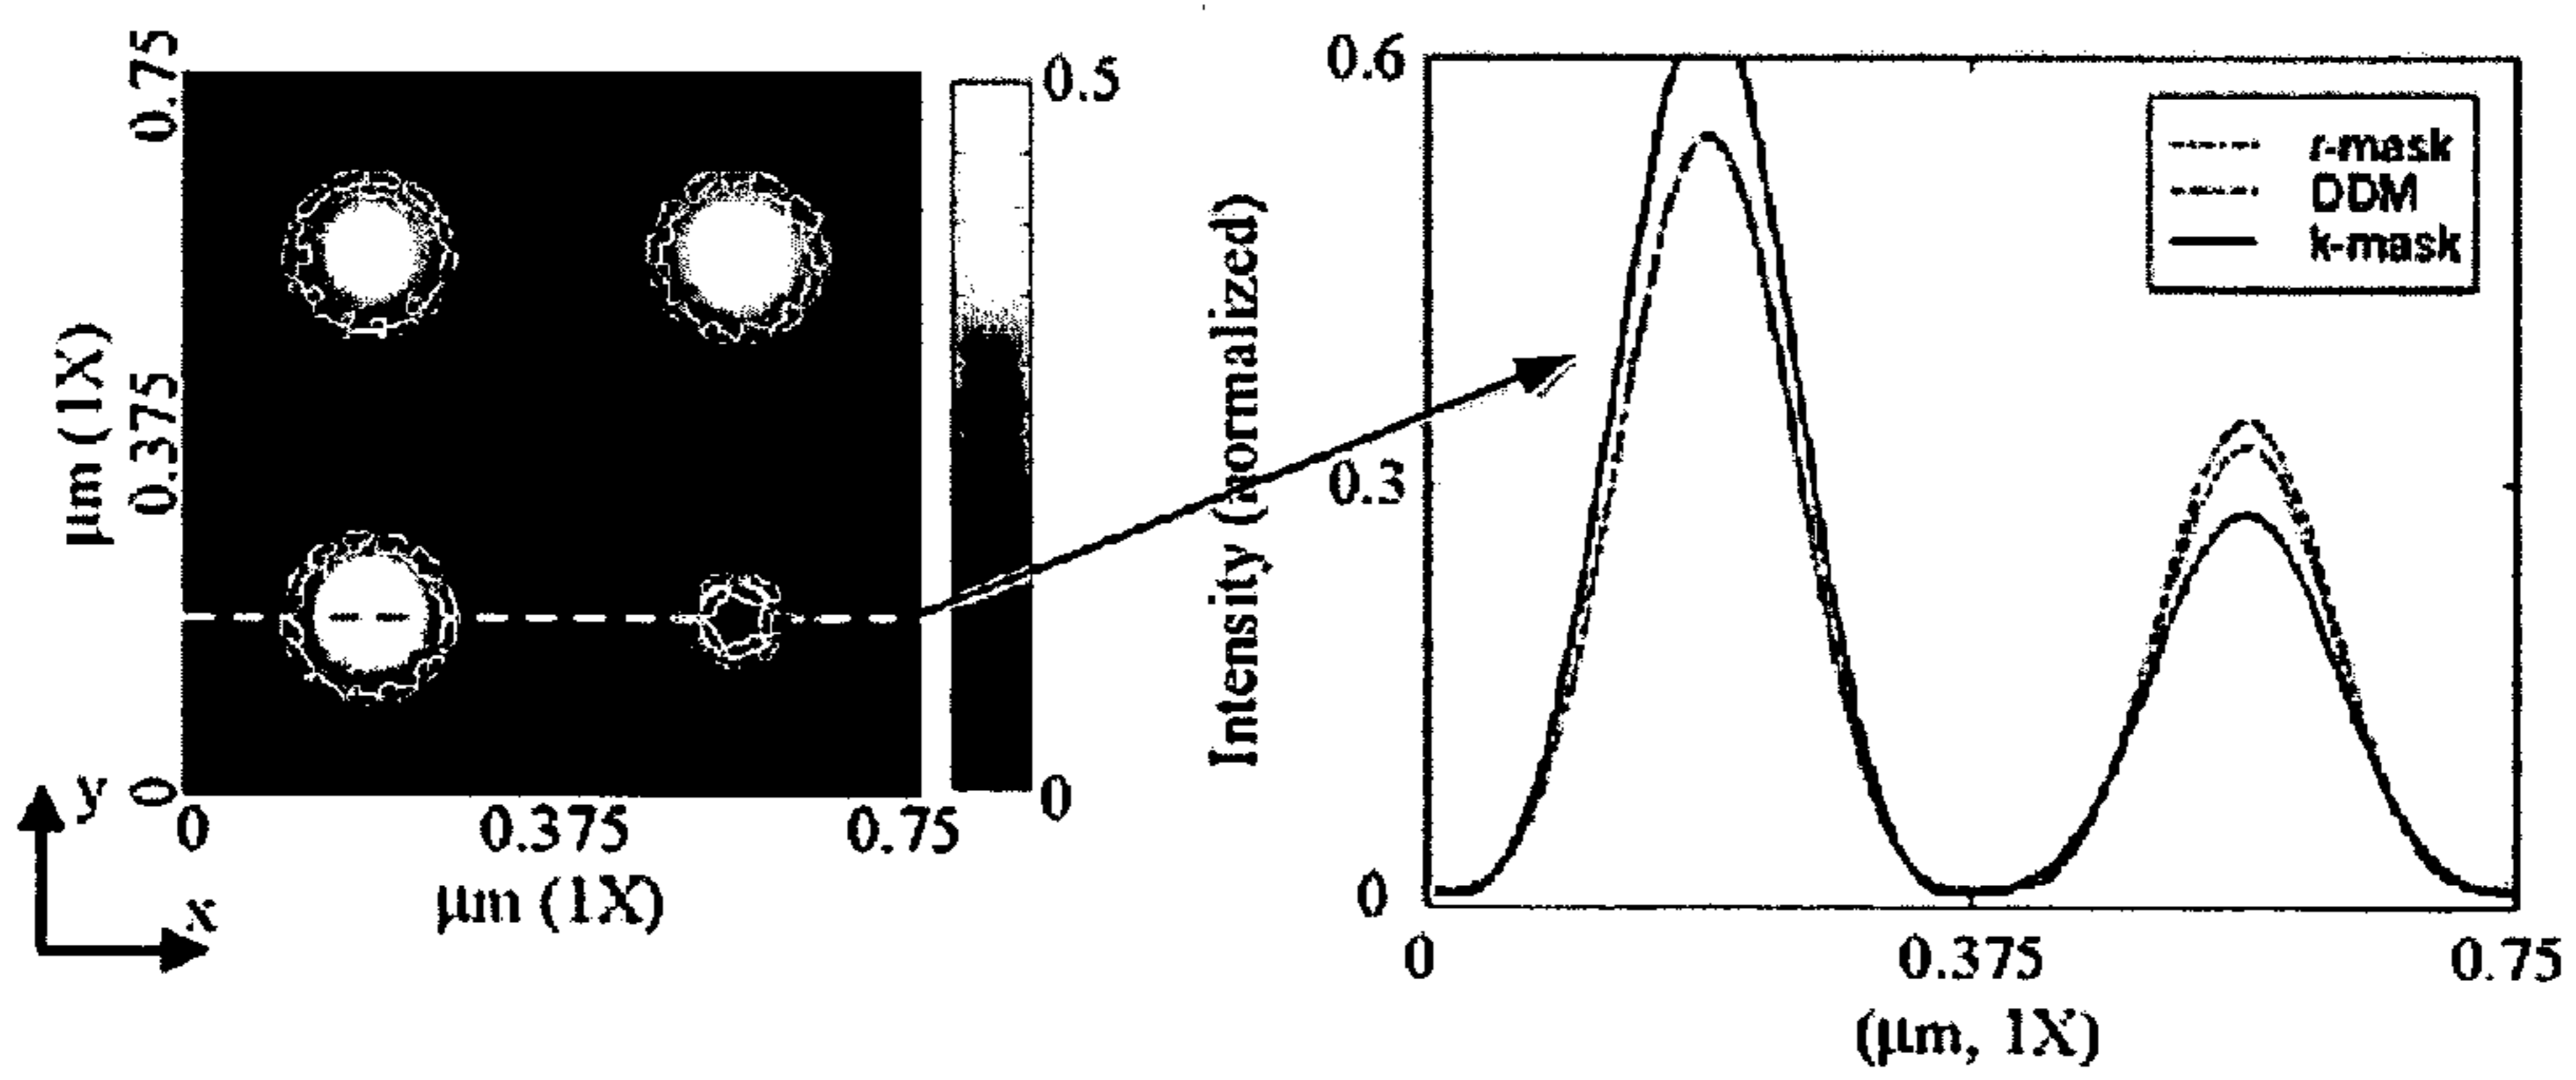 0.75
0.375
0
μm (1X)
y
x
0
0.375
0.75
μm (1X)
0.5
0
Intensity (normalized)
0.6
0.3
0
r-mask
DDM
k-mask
0
0.375
0.75
(μm, 1X)